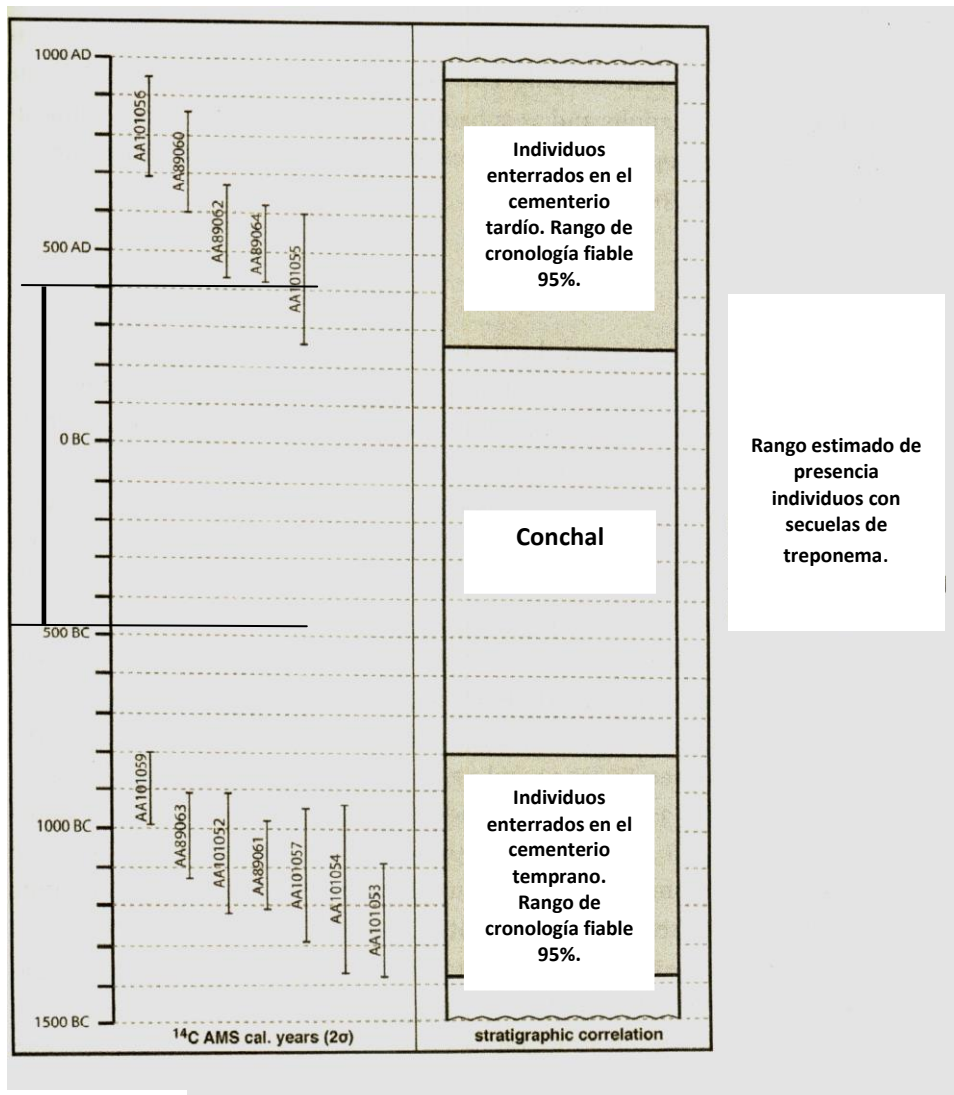 1000 AD
500 AD
0 BC
500 BC
1000 BC
1500 BC
AA101056
AA89060
AA89062
AA89064
AA101055
AA101059
AA89063
AA101052
AA89061
AA101057
AA101054
AA101053
¹⁴C AMS cal. years (2σ)
Individuos
enterrados en el
cementerio
tardío. Rango de
cronología fiable
95%.
Conchal
Individuos
enterrados en el
cementerio
temprano.
Rango de
cronología fiable
95%.
stratigraphic correlation
Rango estimado de
presencia
individuos con
secuelas de
treponema.